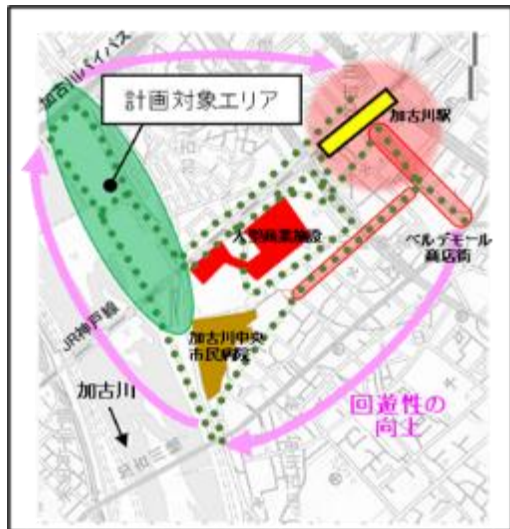 加古川バイパス
計画対象エリア
加古川駅
大型商業施設
ベルデモール
商店街
JR神戸線
加古川中央
市民病院
加古川
回遊性の
向上